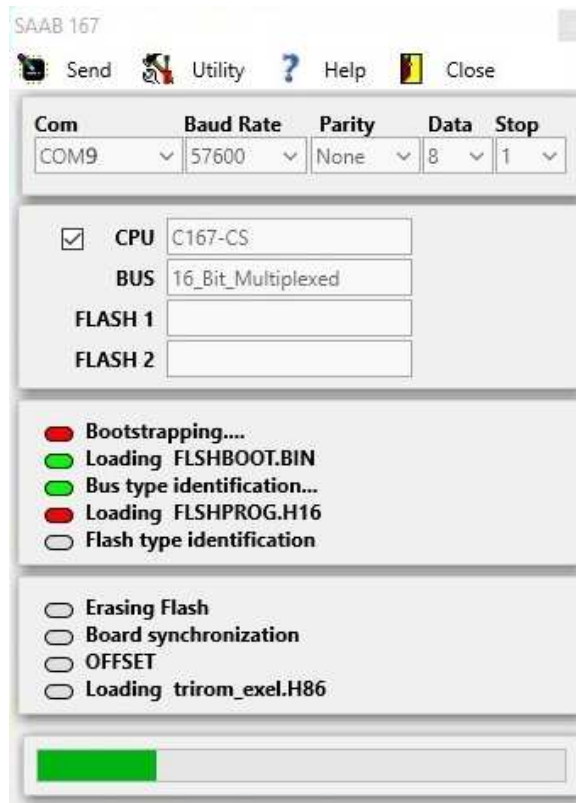 SAAB 167
Send Utility ? Help Close
Com Baud Rate Parity Data Stop
COM9 57600 None 8 1
CPU C167-CS
BUS 16_Bit_Multiplexed
FLASH 1
FLASH 2
Bootstrapping....
Loading FLSHBOOT.BIN
Bus type identification...
Loading FLSHPROG.H16
Flash type identification
Erasing Flash
Board synchronization
OFFSET
Loading trirom_exel.H86